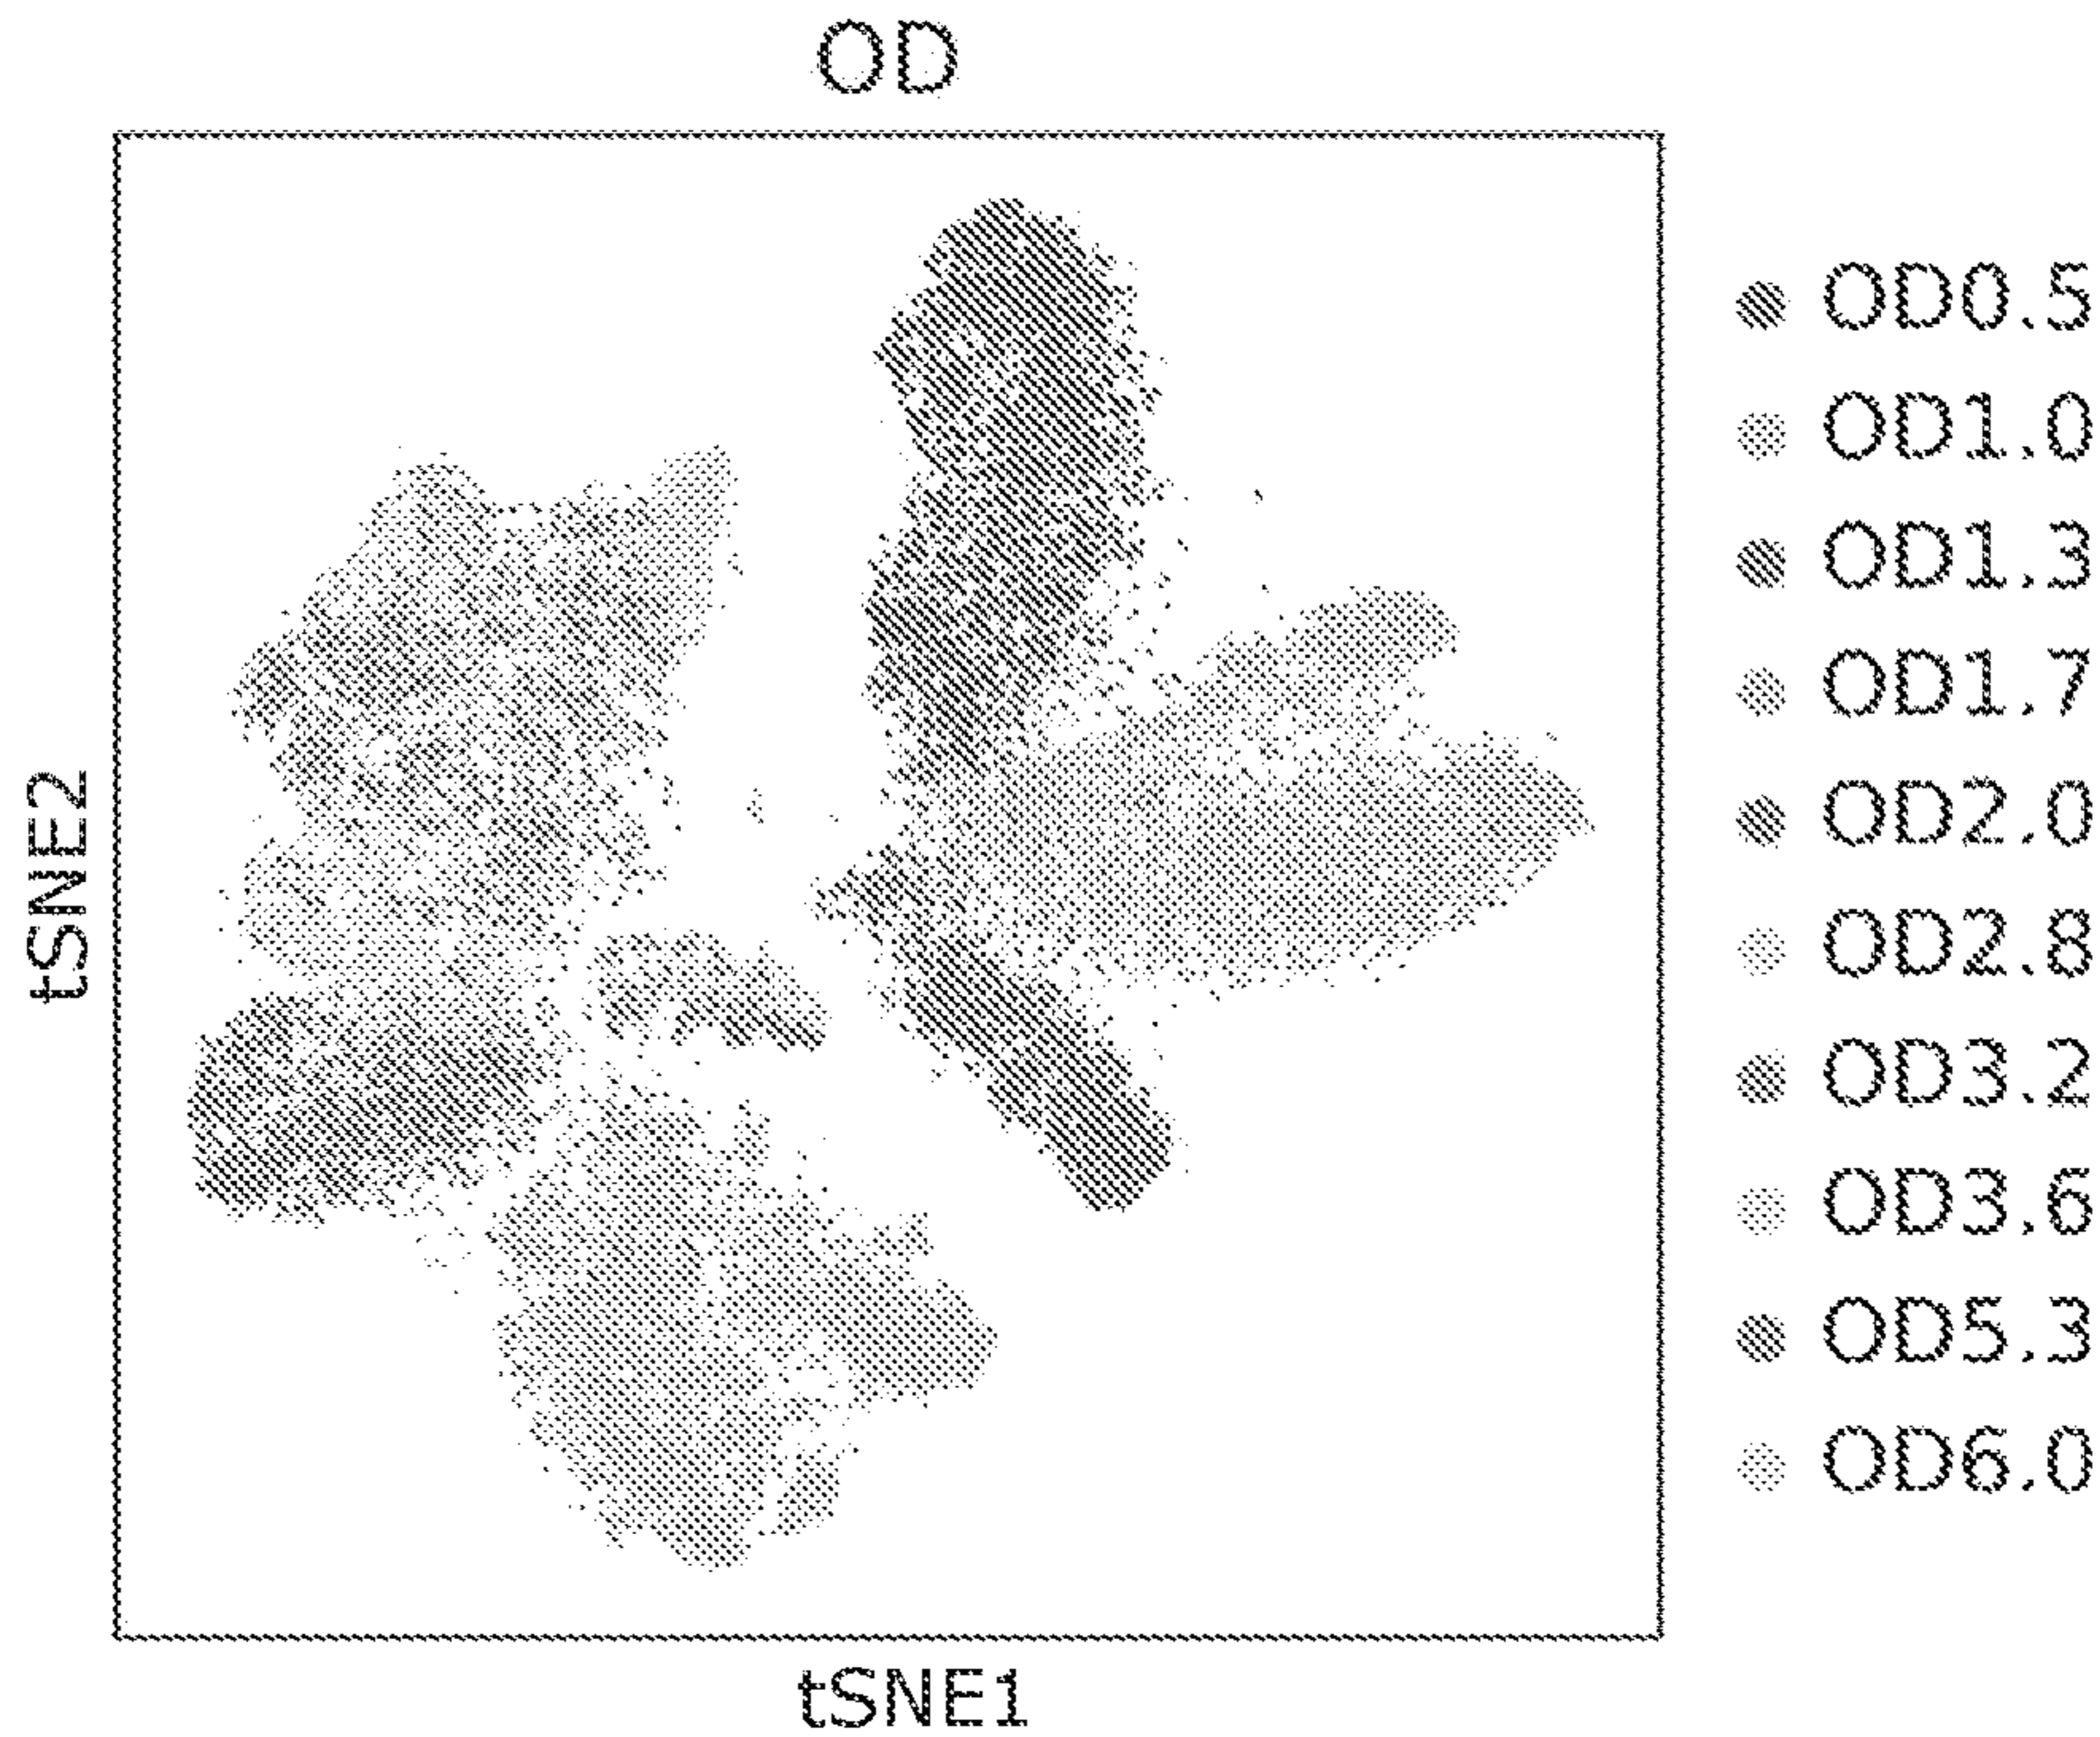 OD
OD0.5
OD1.0
OD1.3
OD1.7
OD2.0
OD2.8
OD3.2
OD3.6
OD5.3
OD6.0
tSNE2
tSNE1